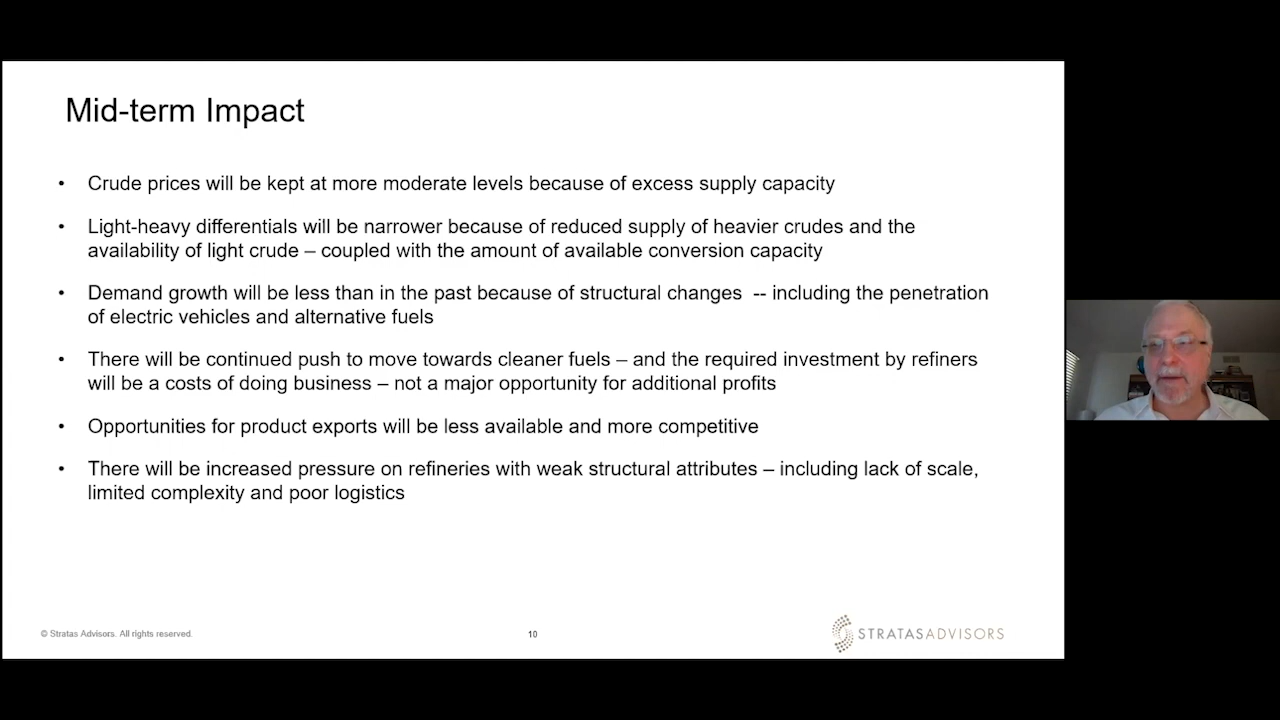 Mid-term Impact
• Crude prices will be kept at more moderate levels because of excess supply capacity
• Light-heavy differentials will be narrower because of reduced supply of heavier crudes and the
availability of light crude – coupled with the amount of available conversion capacity
• Demand growth will be less than in the past because of structural changes -- including the penetration
of electric vehicles and alternative fuels
• There will be continued push to move towards cleaner fuels – and the required investment by refiners
will be a costs of doing business – not a major opportunity for additional profits
• Opportunities for product exports will be less available and more competitive
• There will be increased pressure on refineries with weak structural attributes – including lack of scale,
limited complexity and poor logistics
© Stratas Advisors. All rights reserved.
10
STRATASADVISORS